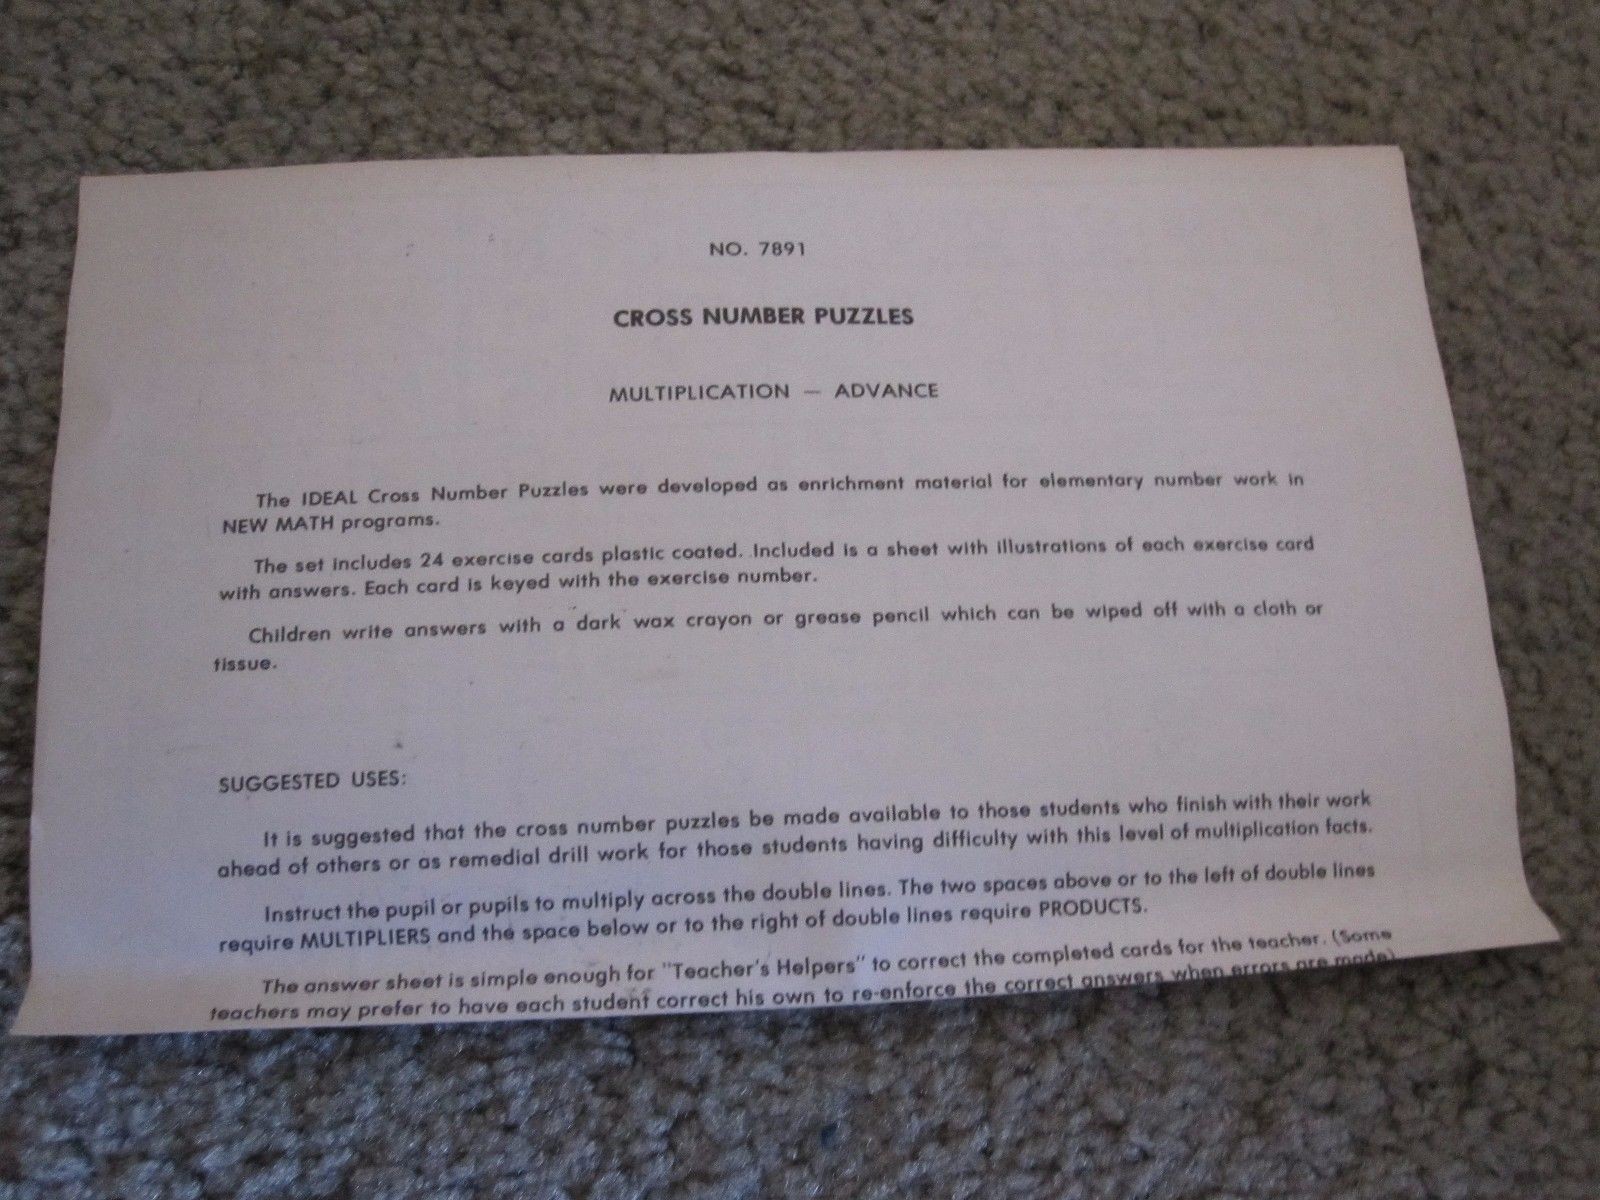 NO. 7891
CROSS NUMBER PUZZLES
MULTIPLICATION — ADVANCE
The IDEAL Cross Number Puzzles were developed as enrichment material for elementary number work in
NEW MATH programs.
The set includes 24 exercise cards plastic coated. Included is a sheet with illustrations of each exercise card
with answers. Each card is keyed with the exercise number.
Children write answers with a dark wax crayon or grease pencil which can be wiped off with a cloth or
tissue.
SUGGESTED USES:
It is suggested that the cross number puzzles be made available to those students who finish with their work
ahead of others or as remedial drill work for those students having difficulty with this level of multiplication facts.
Instruct the pupil or pupils to multiply across the double lines. The two spaces above or to the left of double lines
require MULTIPLIERS and the space below or to the right of double lines require PRODUCTS.
The answer sheet is simple enough for "Teacher's Helpers" to correct the completed cards for the teacher. (Some
teachers may prefer to have each student correct his own to re-enforce the correct answers when errors are made)